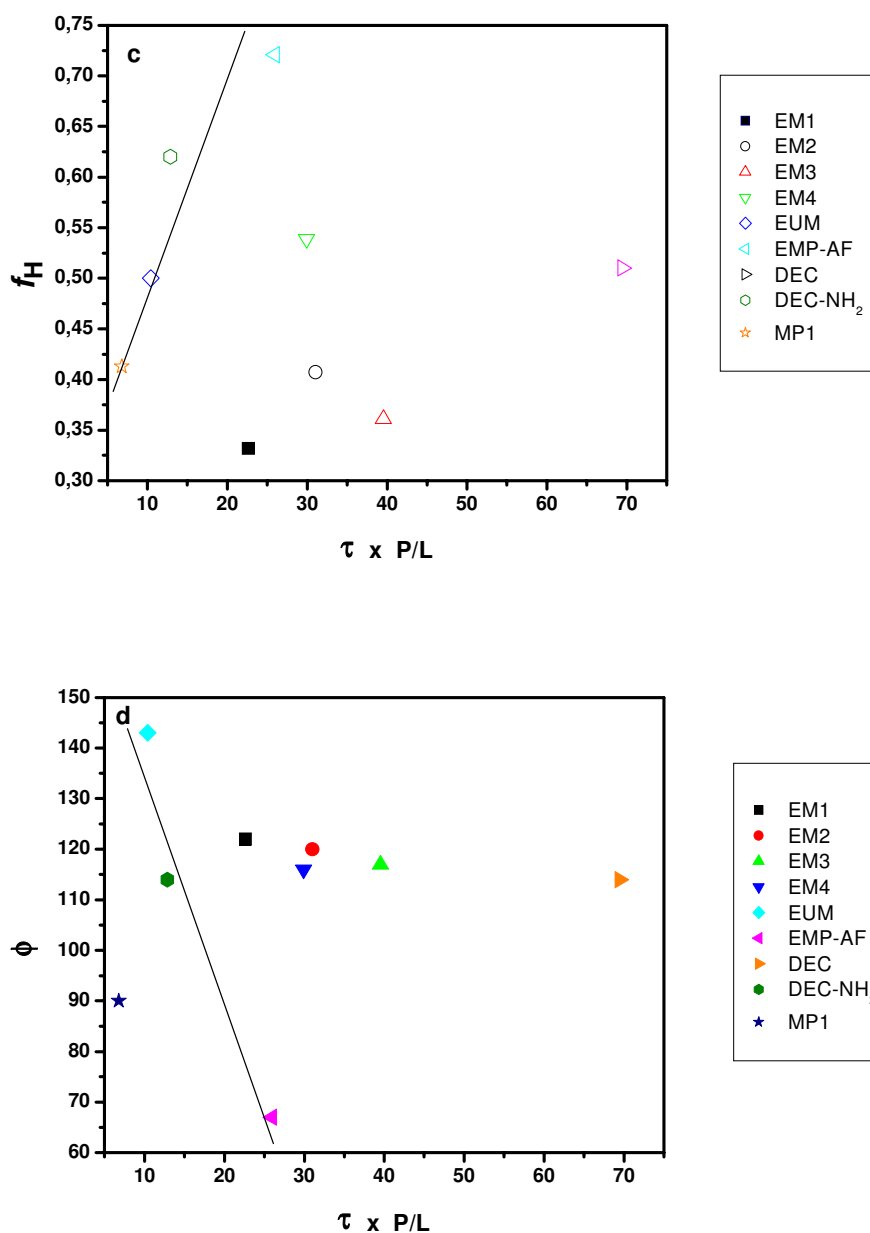 c
0,75
0,70
0,65
0,60
0,55
0,50
0,45
0,40
0,35
0,30
fH
10 20 30 40 50 60 70
τ x P/L
EM1
EM2
EM3
EM4
EUM
EMP-AF
DEC
DEC-NH2
MP1
d
150
140
130
120
110
100
90
80
70
60
ϕ
10 20 30 40 50 60 70
τ x P/L
EM1
EM2
EM3
EM4
EUM
EMP-AF
DEC
DEC-NH
MP1